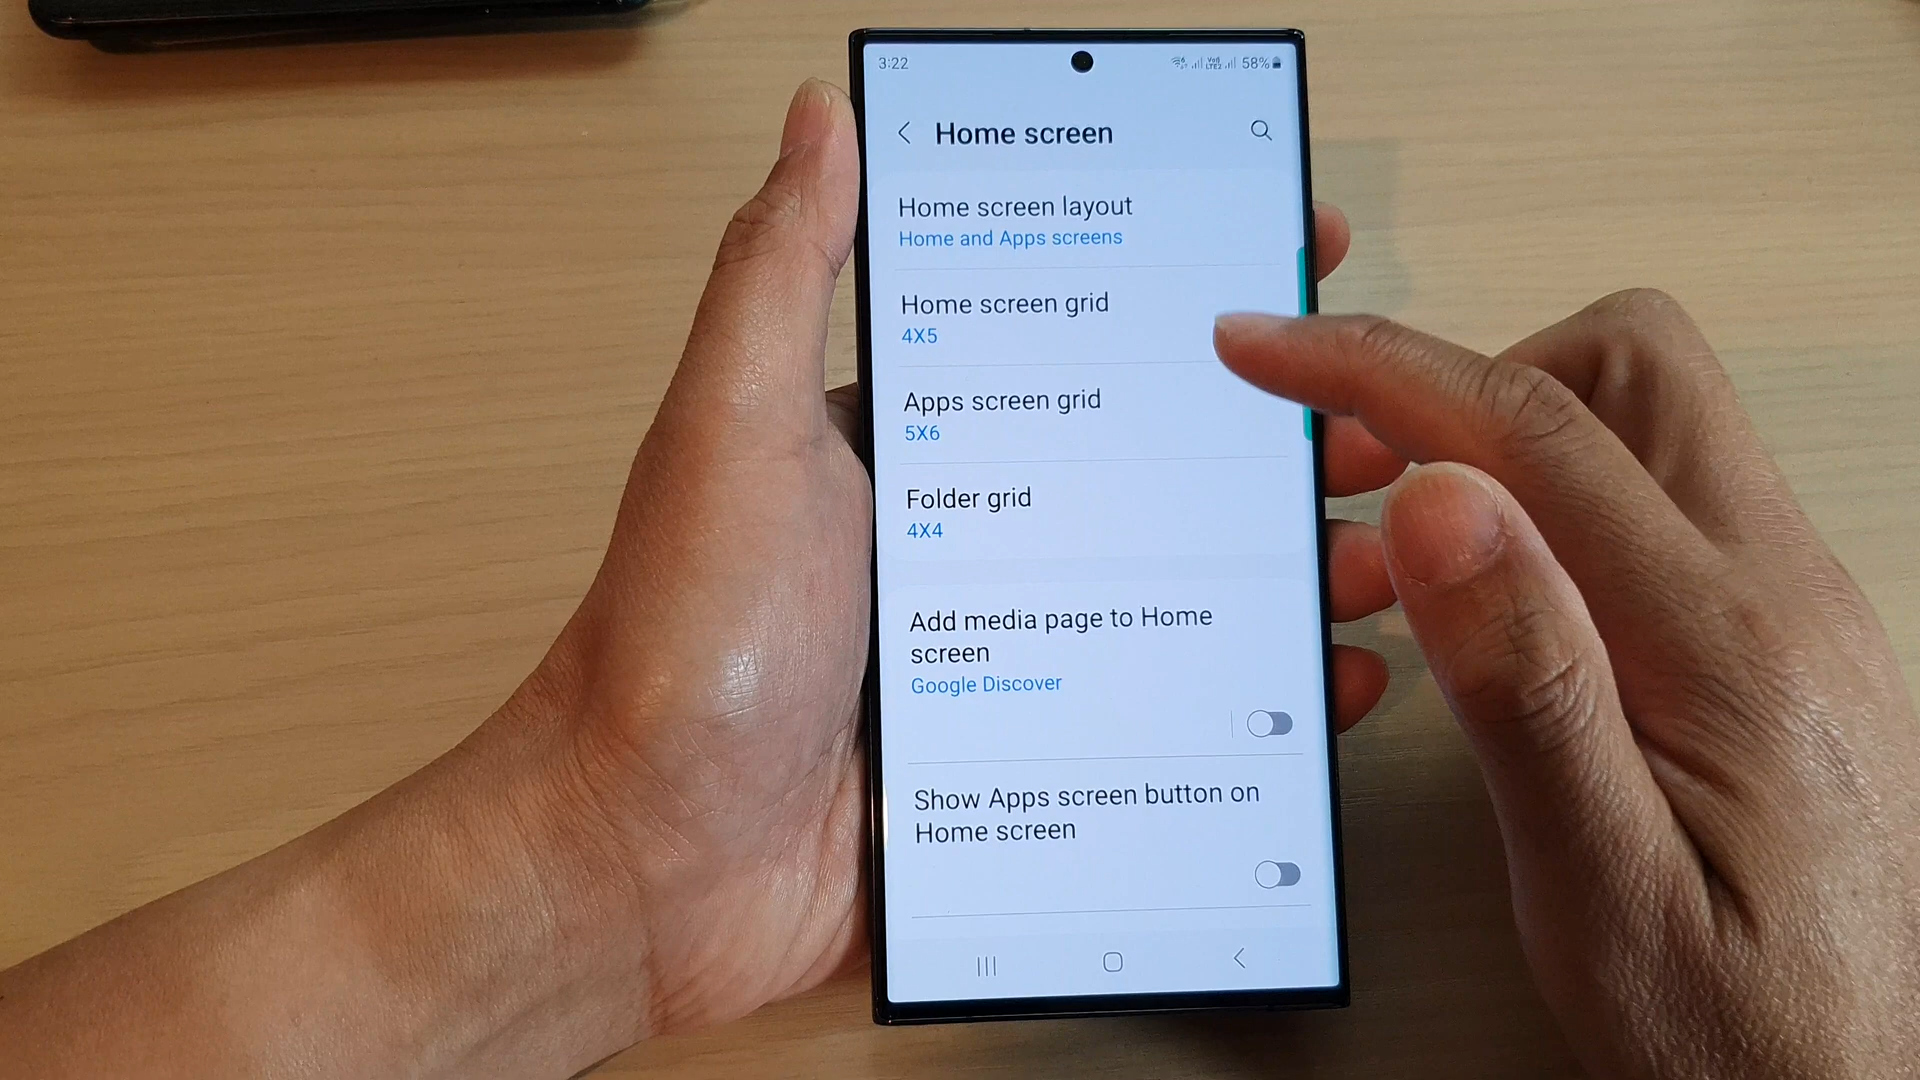 3:22
58%
Home screen
Home screen layout
Home and Apps screens
Home screen grid
4X5
Apps screen grid
5X6
Folder grid
4X4
Add media page to Home
screen
Google Discover
Show Apps screen button on
Home screen